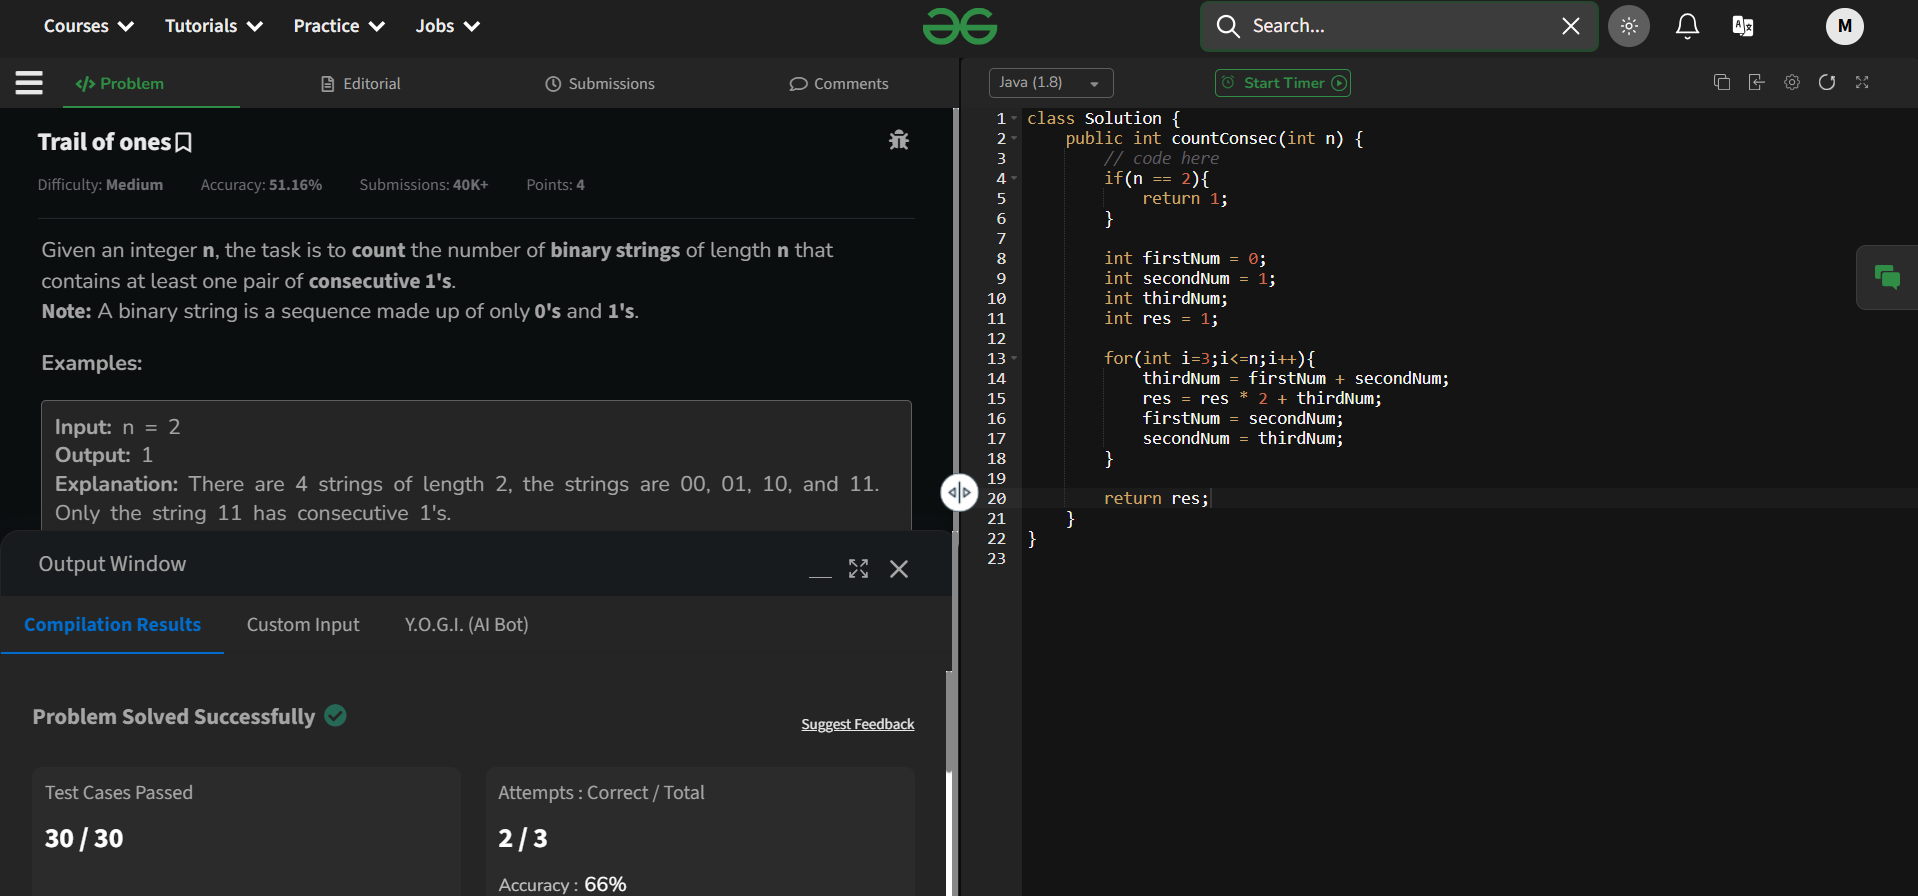 Courses Tutorials Practice Jobs Search... M
Problem Editorial Submissions Comments
Trail of ones
Difficulty: Medium Accuracy: 51.16% Submissions: 40K+ Points: 4
Given an integer n, the task is to count the number of binary strings of length n that
contains at least one pair of consecutive 1's.
Note: A binary string is a sequence made up of only 0's and 1's.
Examples:
Input: n = 2
Output: 1
Explanation: There are 4 strings of length 2, the strings are 00, 01, 10, and 11.
Only the string 11 has consecutive 1's.
Output Window
Compilation Results Custom Input Y.O.G.I. (AI Bot)
Problem Solved Successfully
Suggest Feedback
Test Cases Passed
30 / 30
Attempts : Correct / Total
2 / 3
Accuracy : 66%
Java (1.8) Start Timer
1 class Solution {
2 public int countConsec(int n) {
3 // code here
4 if(n == 2){
5 return 1;
6 }
7
8 int firstNum = 0;
9 int secondNum = 1;
10 int thirdNum;
11 int res = 1;
12
13 for(int i=3;i<=n;i++){
14 thirdNum = firstNum + secondNum;
15 res = res * 2 + thirdNum;
16 firstNum = secondNum;
17 secondNum = thirdNum;
18 }
19
20 return res;
21 }
22 }
23